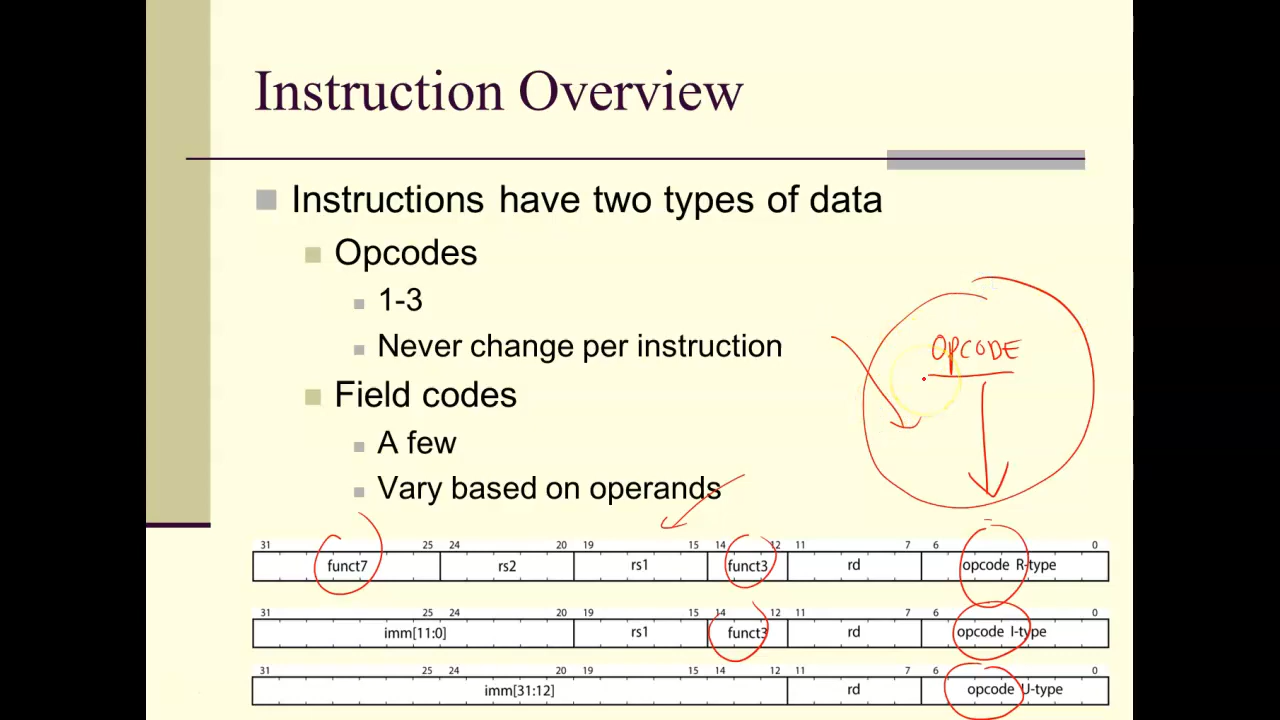 Instruction Overview
Instructions have two types of data
Opcodes
1-3
Never change per instruction
OPCODE
Field codes
A few
Vary based on operands
31 25 24 20 19 15 14 12 11 7 6 0
funct7 rs2 rs1 funct3 rd opcode R-type
31 25 24 20 19 15 14 12 11 7 6 0
imm[11:0] rs1 funct3 rd opcode I-type
31 25 24 20 19 15 14 12 11 7 6 0
imm[31:12] rd opcode U-type